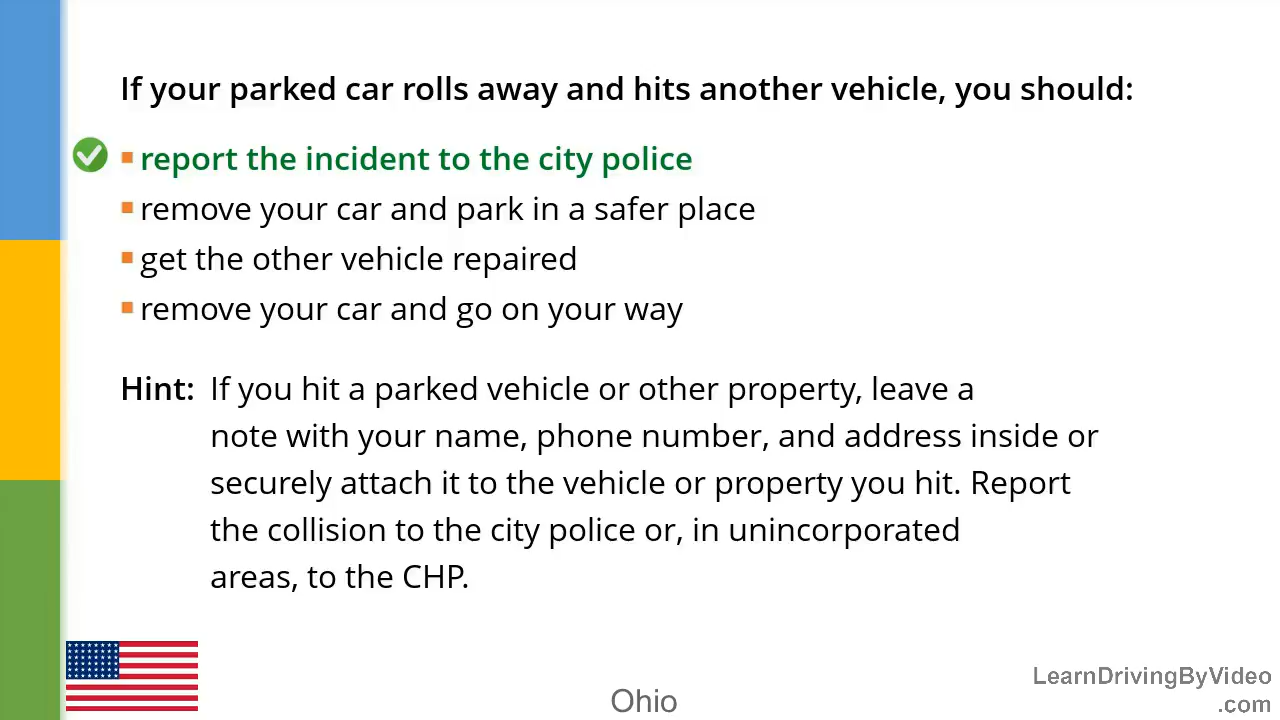 If your parked car rolls away and hits another vehicle, you should:
report the incident to the city police
remove your car and park in a safer place
get the other vehicle repaired
remove your car and go on your way
Hint: If you hit a parked vehicle or other property, leave a
note with your name, phone number, and address inside or
securely attach it to the vehicle or property you hit. Report
the collision to the city police or, in unincorporated
areas, to the CHP.
LearnDrivingByVideo
.com
Ohio